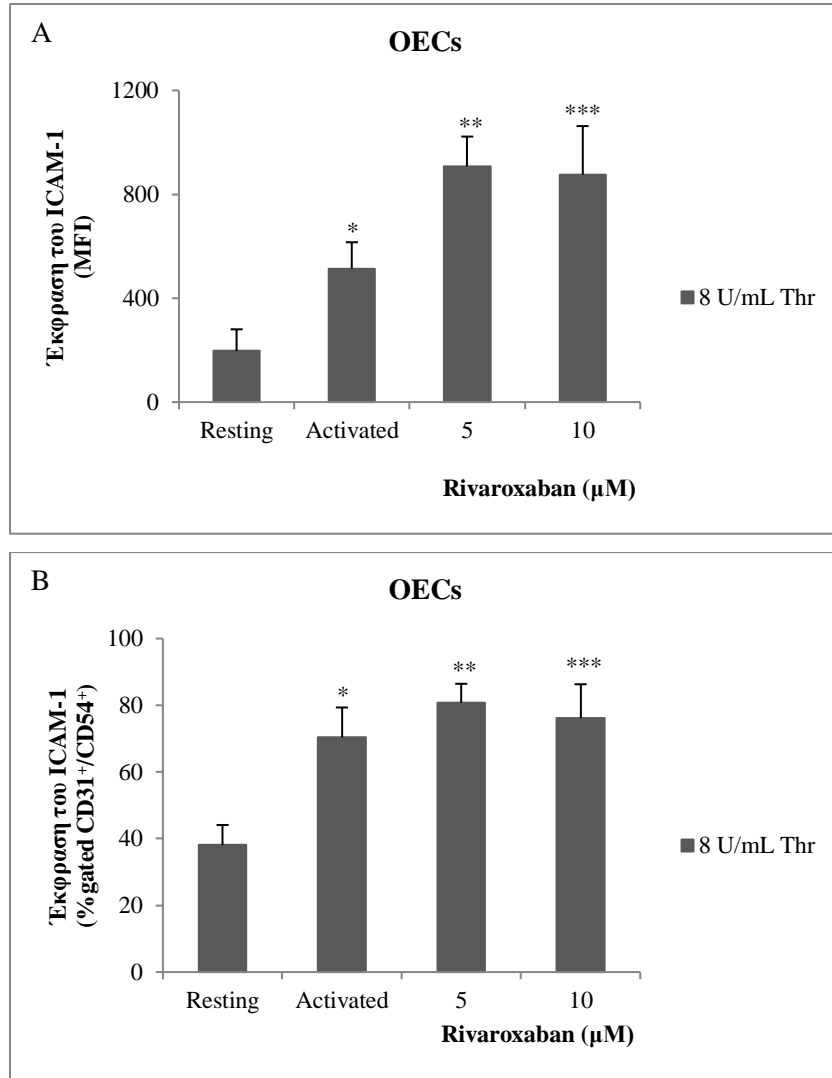 A
OECs
Έκφραση του ICAM-1
(MFI)
1200
800
400
0
*
**
***
Resting Activated 5 10
Rivaroxaban (μM)
8 U/mL Thr
B
OECs
Έκφραση του ICAM-1
(%gated CD31⁺/CD54⁺)
100
80
60
40
20
0
*
**
***
Resting Activated 5 10
Rivaroxaban (μM)
8 U/mL Thr